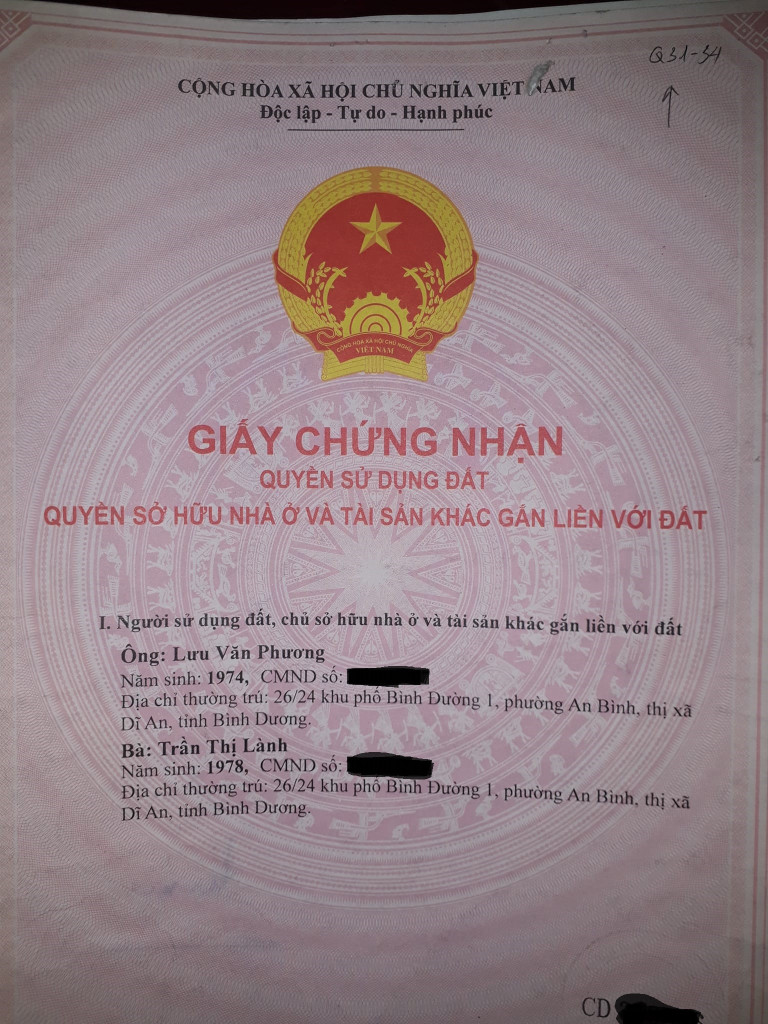 Q31-34
CỘNG HÒA XÃ HỘI CHỦ NGHĨA VIỆT NAM
Độc lập - Tự do - Hạnh phúc
CỘNG HÒA XÃ HỘI CHỦ NGHĨA
VIỆT NAM
GIẤY CHỨNG NHẬN
QUYỀN SỬ DỤNG ĐẤT
QUYỀN SỞ HỮU NHÀ Ở VÀ TÀI SẢN KHÁC GẮN LIỀN VỚI ĐẤT
I. Người sử dụng đất, chủ sở hữu nhà ở và tài sản khác gắn liền với đất
Ông: Lưu Văn Phương
Năm sinh: 1974, CMND số:
Địa chỉ thường trú: 26/24 khu phố Bình Đường 1, phường An Bình, thị xã
Dĩ An, tỉnh Bình Dương.
Bà: Trần Thị Lành
Năm sinh: 1978, CMND số:
Địa chỉ thường trú: 26/24 khu phố Bình Đường 1, phường An Bình, thị xã
Dĩ An, tỉnh Bình Dương.
CD